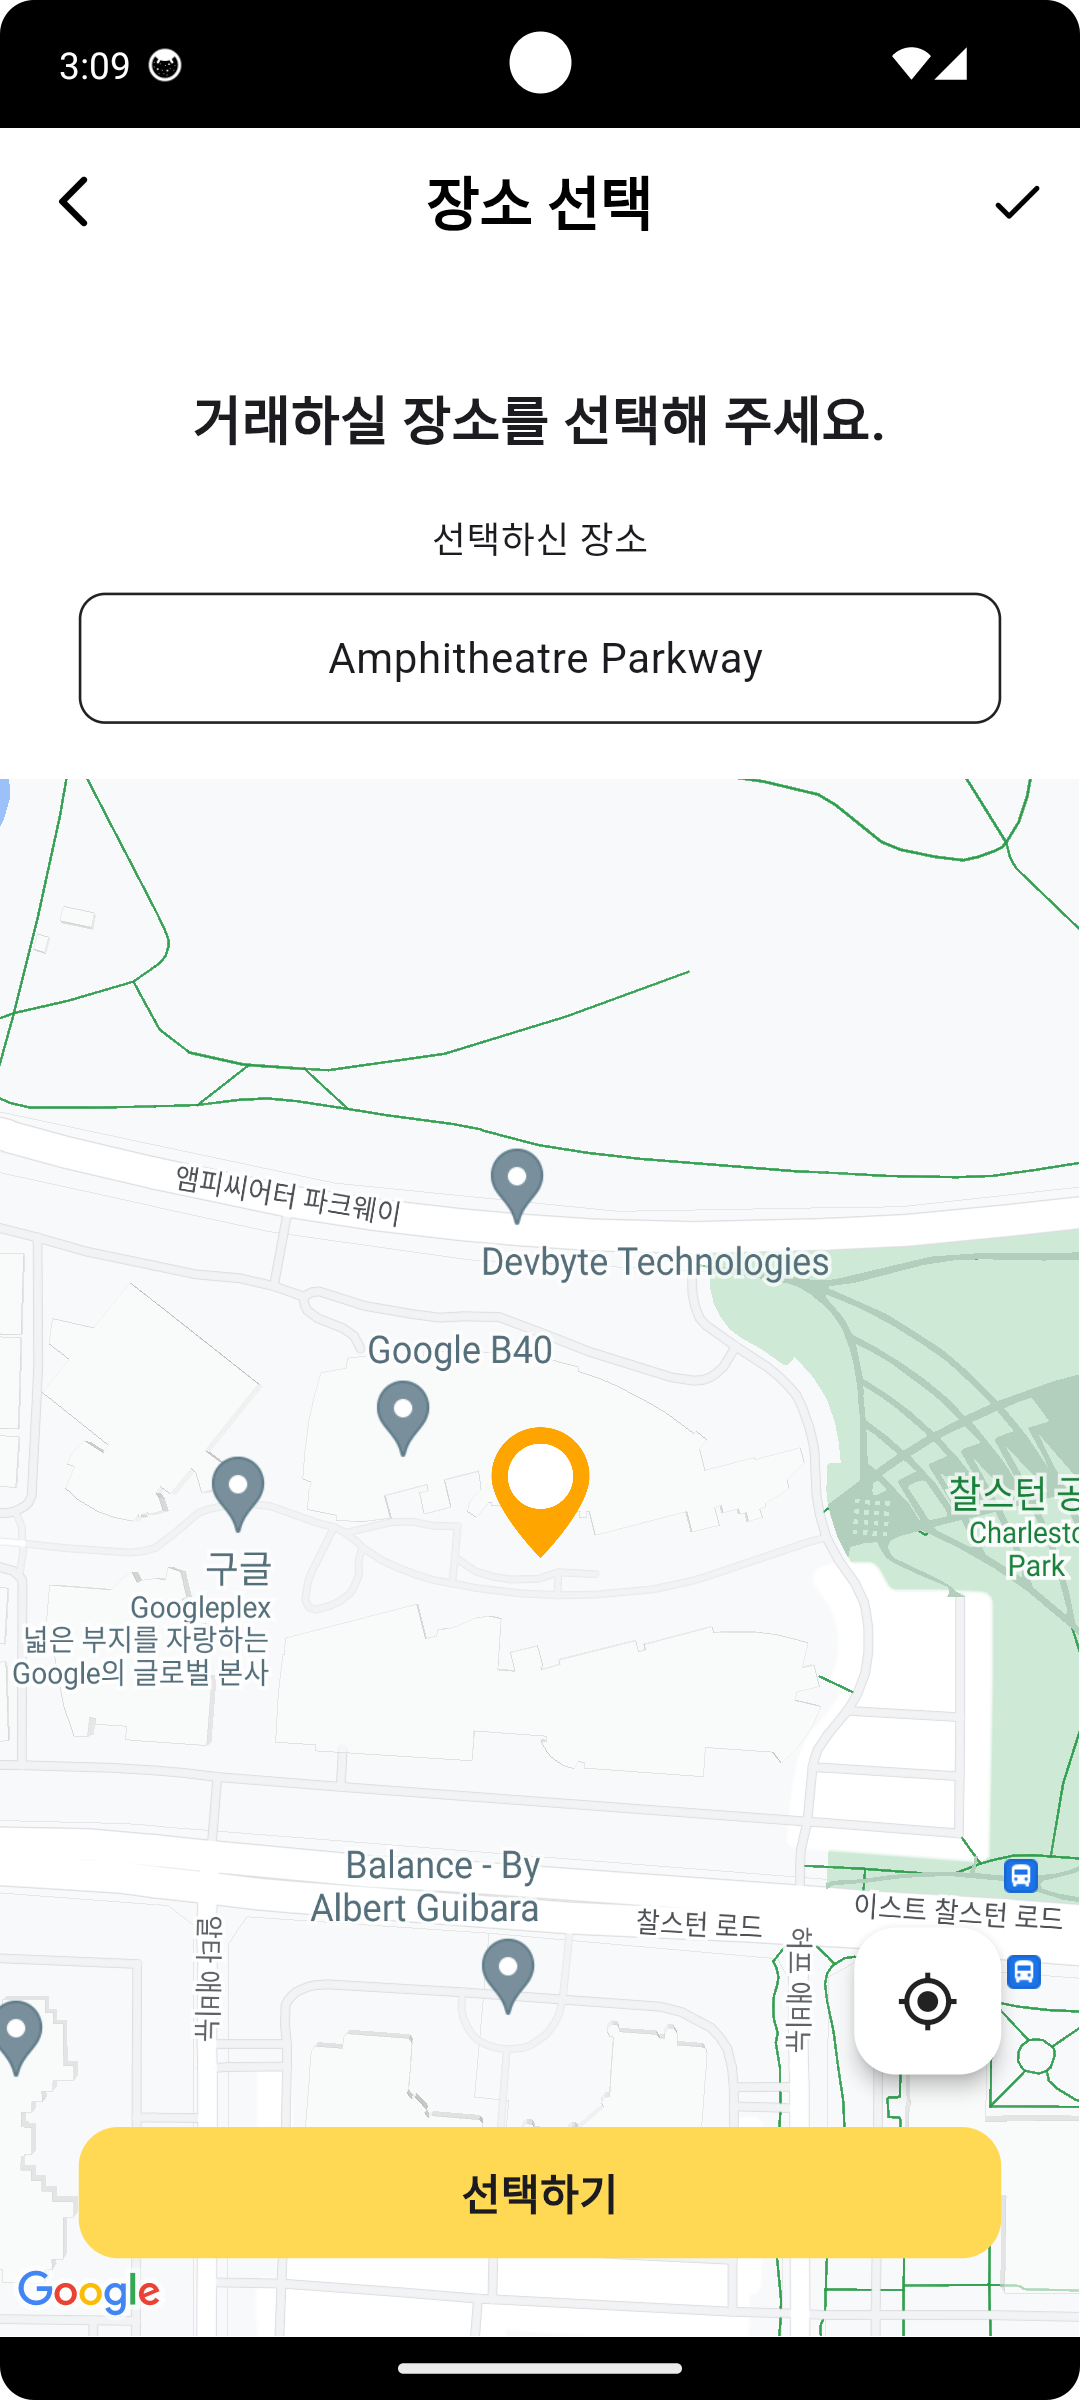 3:09
장소 선택
거래하실 장소를 선택해 주세요.
선택하신 장소
Amphitheatre Parkway
앰피씨어터 파크웨이
Devbyte Technologies
Google B40
찰스턴 공
Charlesto
Park
구글
Googleplex
넓은 부지를 자랑하는
Google의 글로벌 본사
Balance - By
Albert Guibara
찰스턴 로드
이스트 찰스턴 로드
알타 애비뉴
선택하기
Google